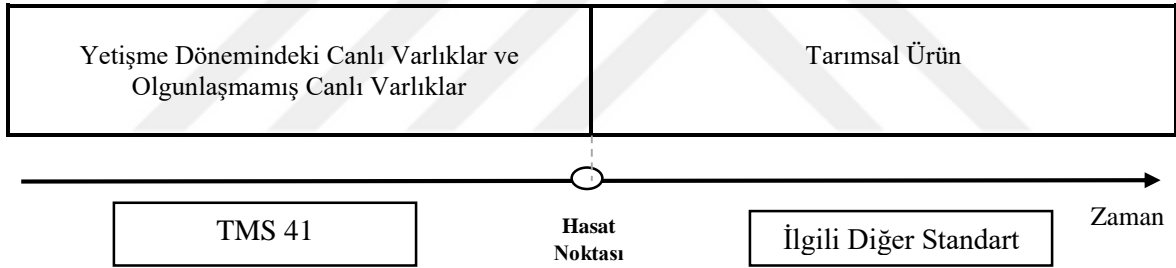 Yetişme Dönemindeki Canlı Varlıklar ve
Olgunlaşmamış Canlı Varlıklar
Tarımsal Ürün
TMS 41
Hasat
Noktası
İlgili Diğer Standart
Zaman